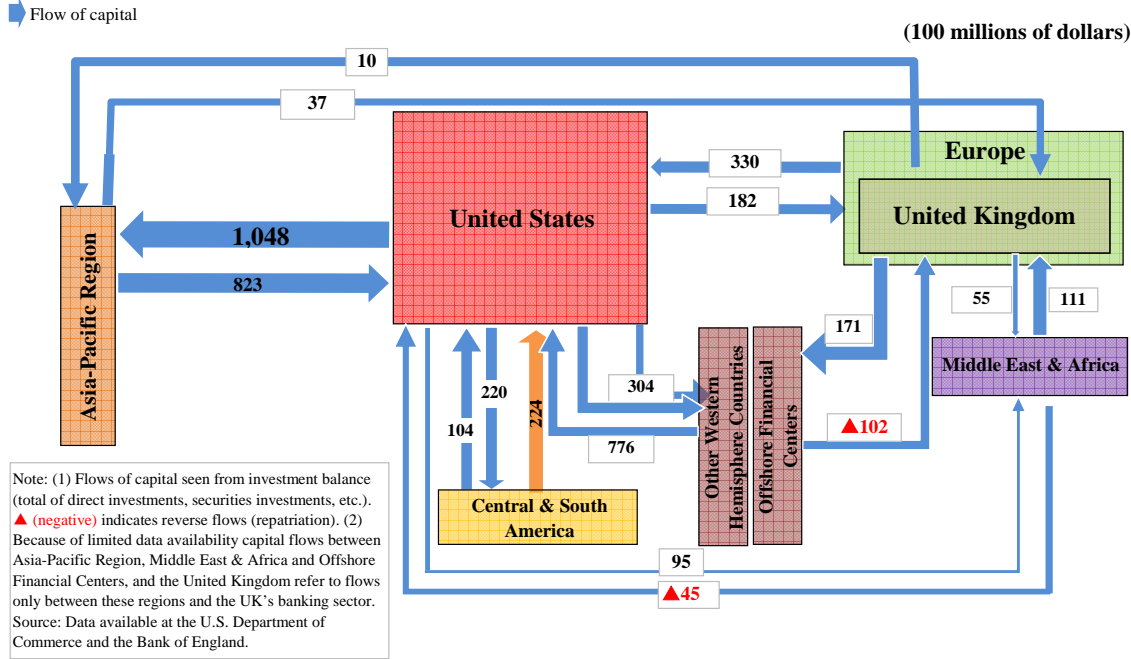 Flow of capital
(100 millions of dollars)
10
37
330
Europe
182
United States
United Kingdom
1,048
823
Asia-Pacific Region
55
111
171
Middle East & Africa
304
220
224
104
776
Other Western
Hemisphere Countries
Offshore Financial
Centers
▲102
Central & South
America
95
▲45
Note: (1) Flows of capital seen from investment balance
(total of direct investments, securities investments, etc.).
▲ (negative) indicates reverse flows (repatriation). (2)
Because of limited data availability capital flows between
Asia-Pacific Region, Middle East & Africa and Offshore
Financial Centers, and the United Kingdom refer to flows
only between these regions and the UK's banking sector.
Source: Data available at the U.S. Department of
Commerce and the Bank of England.